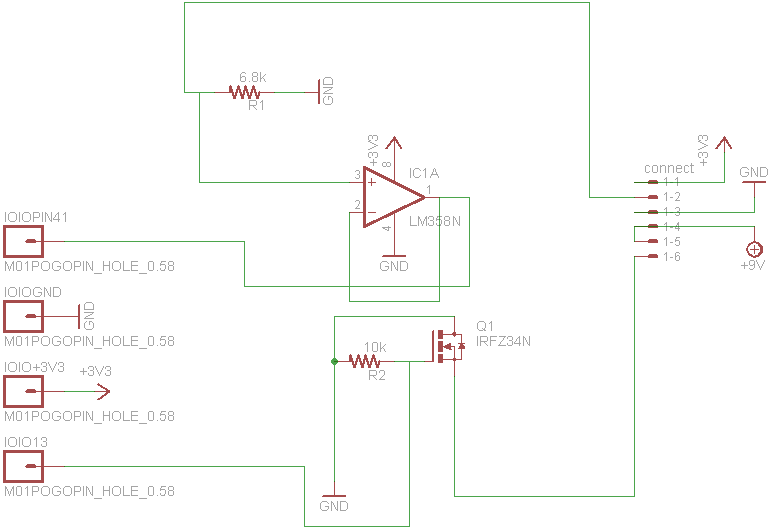 6.8k
R1
GND
+3V3
8
IC1A
3
+
1
2
-
LM358N
4
GND
connect
+3V3
GND
1-1
1-2
1-3
1-4
1-5
1-6
+9V
IOIOPIN41
M01POGOPIN_HOLE_0.58
IOIOGND
GND
M01POGOPIN_HOLE_0.58
IOIO+3V3
+3V3
M01POGOPIN_HOLE_0.58
IOIO13
M01POGOPIN_HOLE_0.58
10k
R2
Q1
IRFZ34N
GND